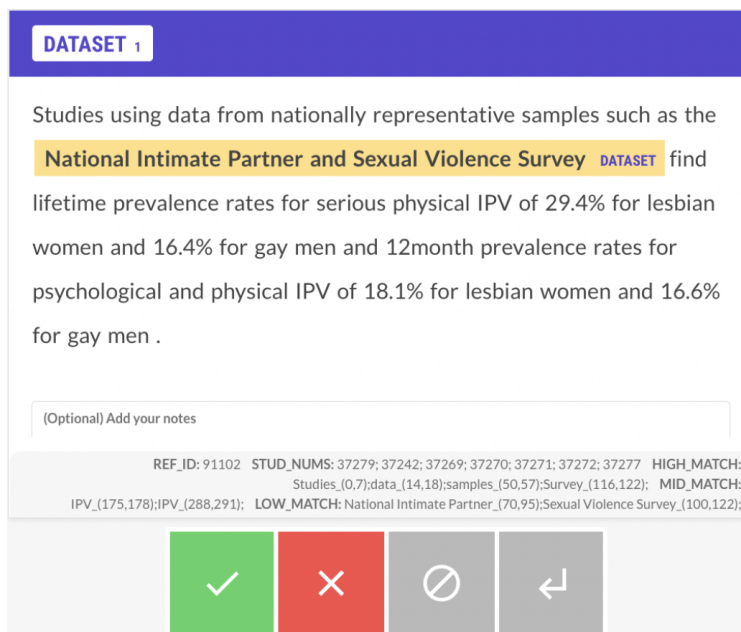 DATASET 1
Studies using data from nationally representative samples such as the
National Intimate Partner and Sexual Violence Survey DATASET find
lifetime prevalence rates for serious physical IPV of 29.4% for lesbian
women and 16.4% for gay men and 12month prevalence rates for
psychological and physical IPV of 18.1% for lesbian women and 16.6%
for gay men .
(Optional) Add your notes
REF_ID: 91102 STUD_NUMS: 37279; 37242; 37269; 37270; 37271; 37272; 37277 HIGH_MATCH:
Studies_(0,7);data_(14,18);samples_(50,57);Survey_(116,122); MID_MATCH:
IPV_(175,178);IPV_(288,291); LOW_MATCH: National Intimate Partner_(70,95);Sexual Violence Survey_(100,122);